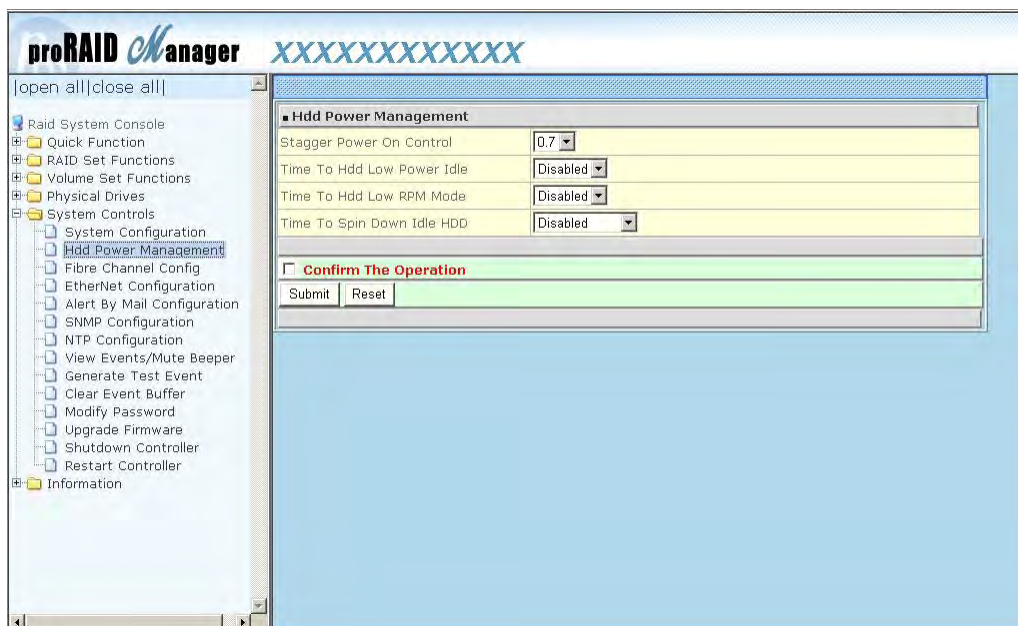 proRAID Manager XXXXXXXXXXXX
|open all|close all|
Raid System Console
Quick Function
RAID Set Functions
Volume Set Functions
Physical Drives
System Controls
System Configuration
Hdd Power Management
Fibre Channel Config
EtherNet Configuration
Alert By Mail Configuration
SNMP Configuration
NTP Configuration
View Events/Mute Beeper
Generate Test Event
Clear Event Buffer
Modify Password
Upgrade Firmware
Shutdown Controller
Restart Controller
Information
Hdd Power Management
Stagger Power On Control 0.7
Time To Hdd Low Power Idle Disabled
Time To Hdd Low RPM Mode Disabled
Time To Spin Down Idle HDD Disabled
Confirm The Operation
Submit Reset